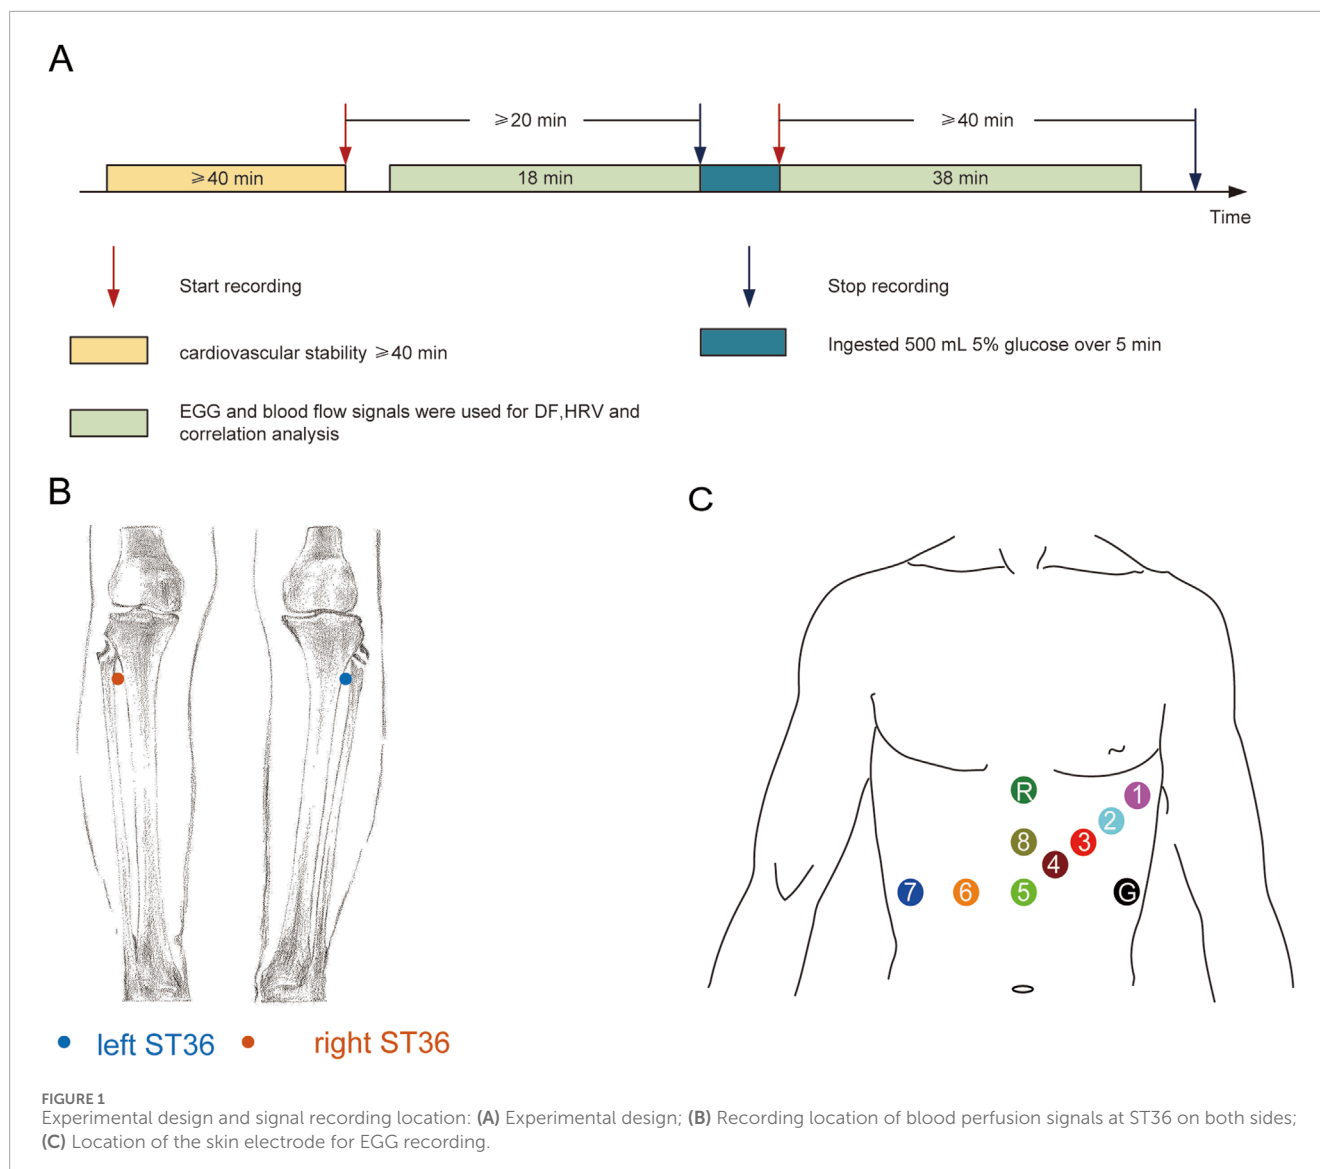 A
≥20 min
≥40 min
≥40 min
18 min
38 min
Time
Start recording
Stop recording
cardiovascular stability ≥40 min
Ingested 500 mL 5% glucose over 5 min
EGG and blood flow signals were used for DF,HRV and
correlation analysis
B
C
R
1
2
8
3
4
7
6
5
G
left ST36
right ST36
FIGURE 1
Experimental design and signal recording location: (A) Experimental design; (B) Recording location of blood perfusion signals at ST36 on both sides;
(C) Location of the skin electrode for EGG recording.